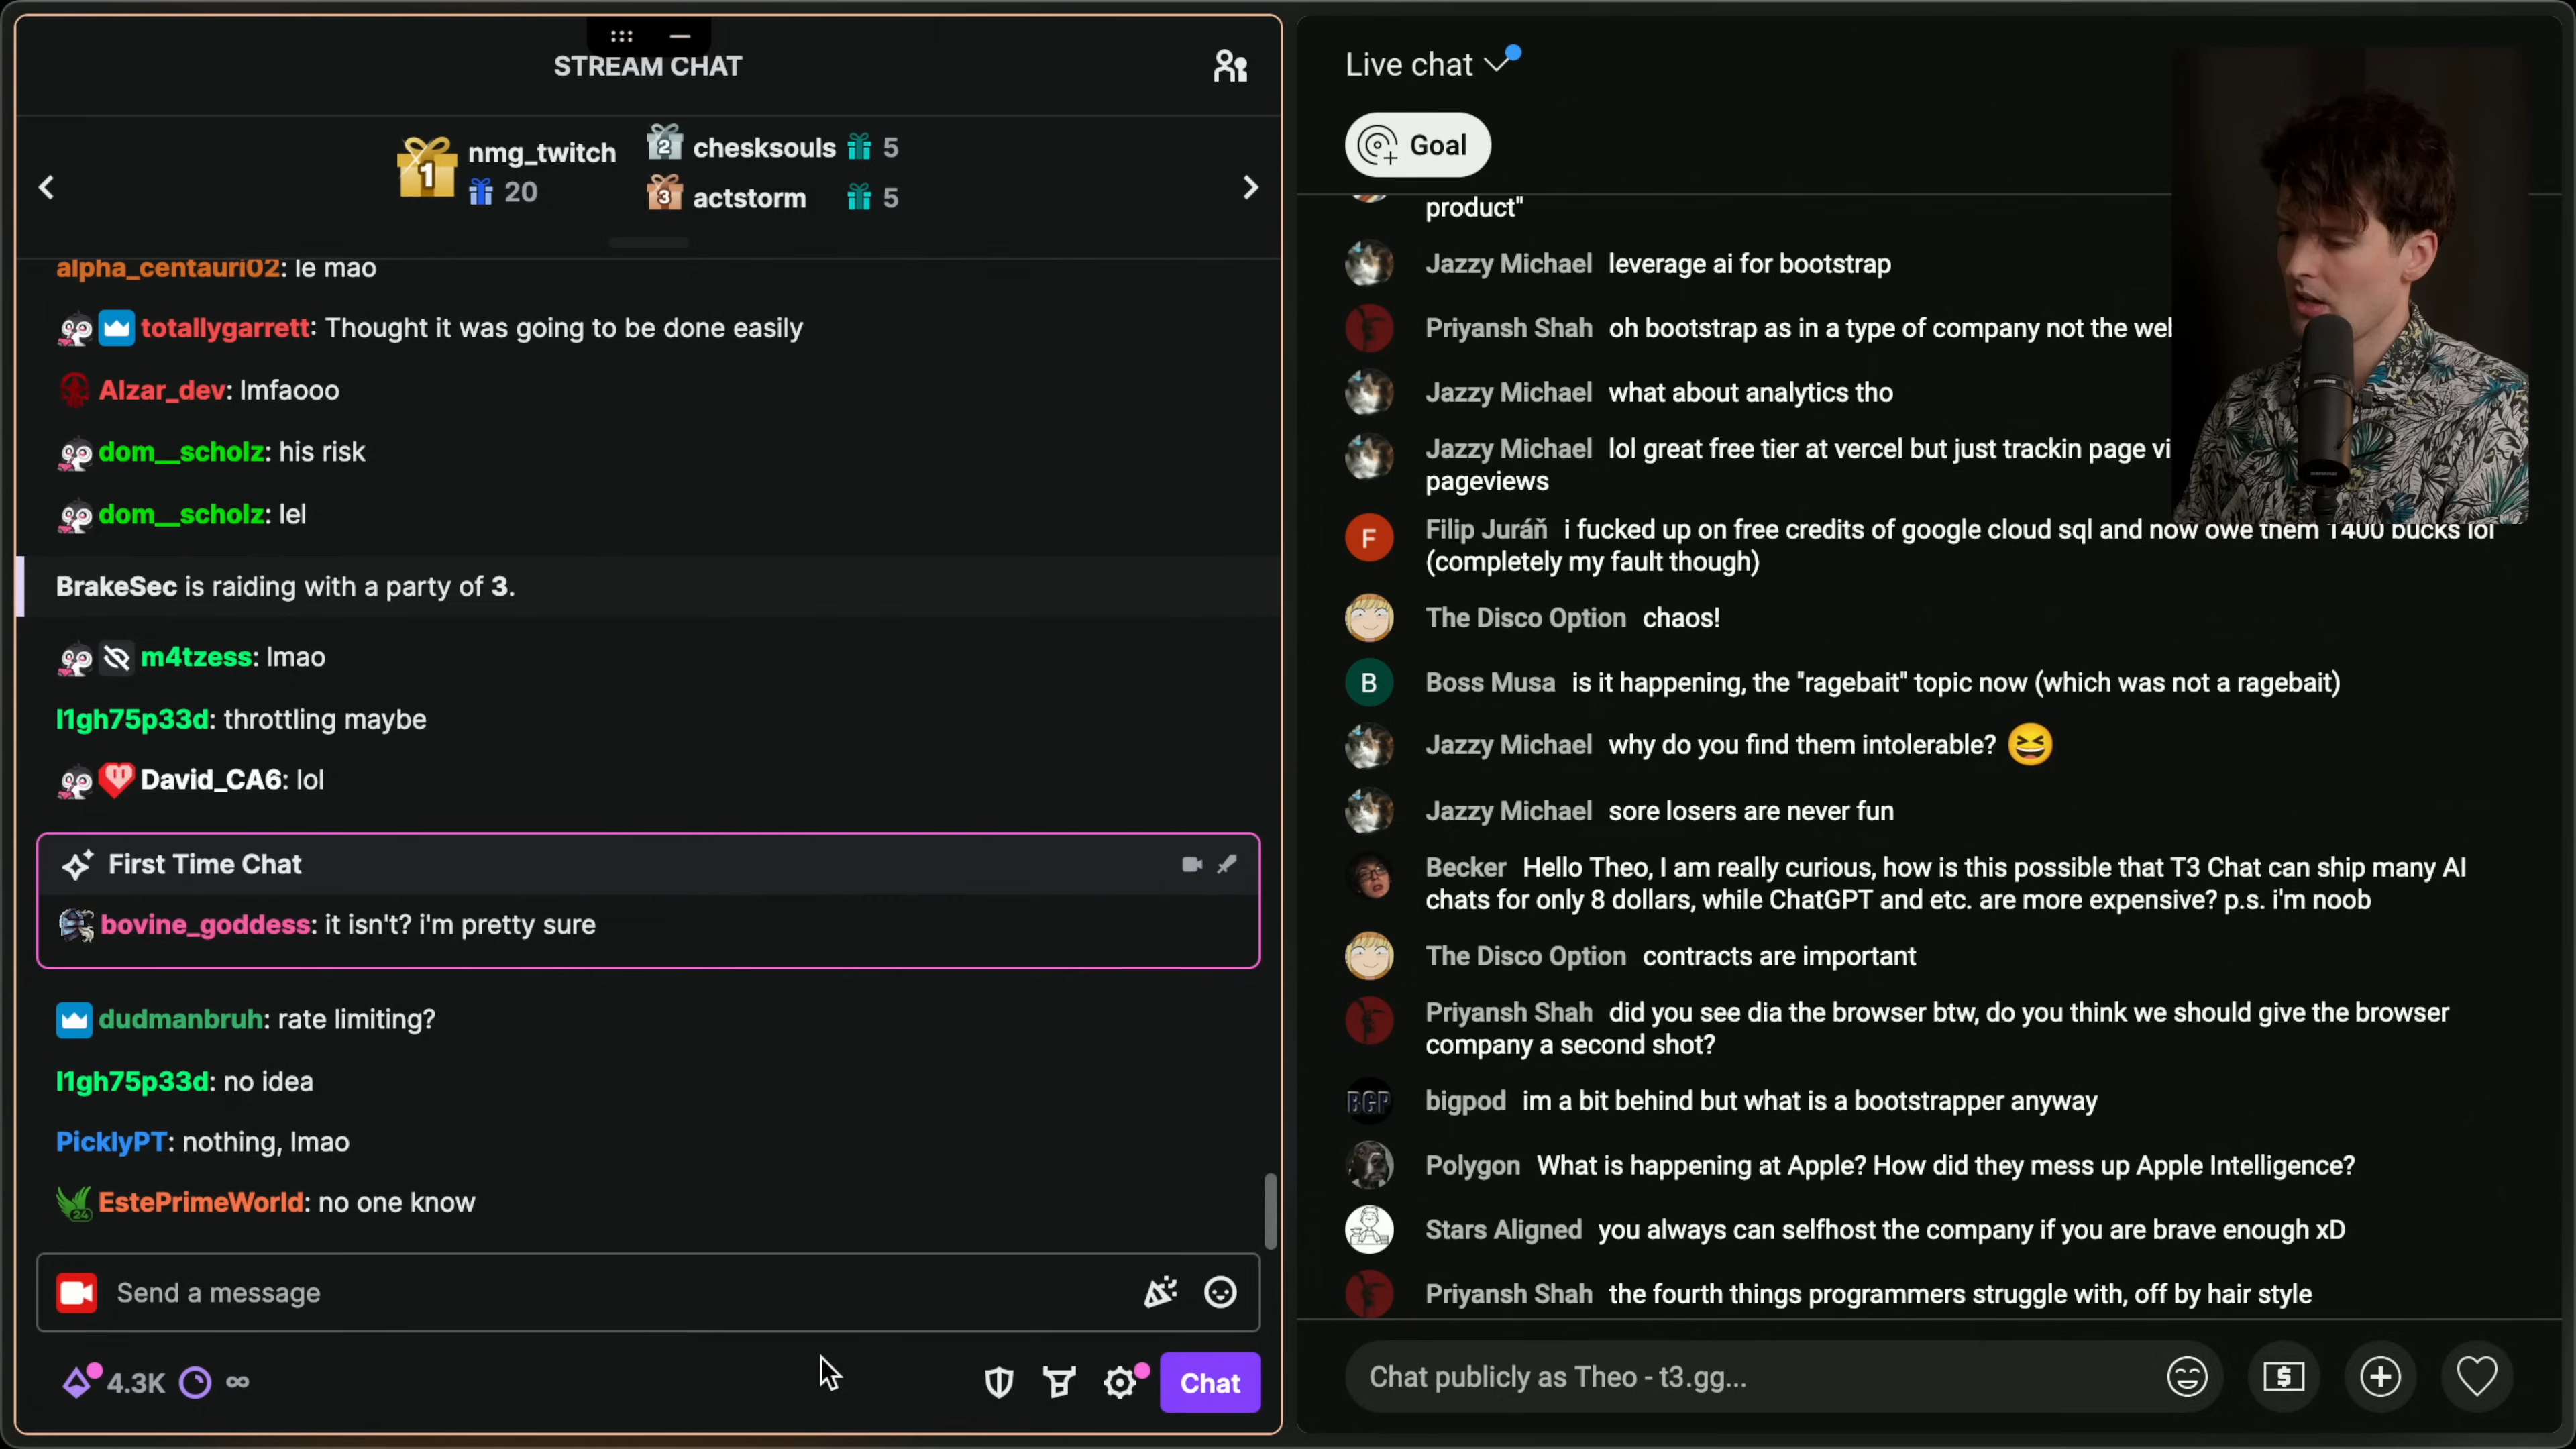 STREAM CHAT
1
nmg_twitch
20
2
chesksouls
5
3
actstorm
5
alpha_centauri02: le mao
totallygarrett: Thought it was going to be done easily
Alzar_dev: lmfaooo
dom__scholz: his risk
dom__scholz: lel
BrakeSec is raiding with a party of 3.
m4tzess: lmao
l1gh75p33d: throttling maybe
David_CA6: lol
First Time Chat
bovine_goddess: it isn't? i'm pretty sure
dudmanbruh: rate limiting?
l1gh75p33d: no idea
PicklyPT: nothing, lmao
24
EstePrimeWorld: no one know
Send a message
4.3K
∞
Chat
Live chat
Goal
product"
Jazzy Michael leverage ai for bootstrap
Priyansh Shah oh bootstrap as in a type of company not the
Jazzy Michael what about analytics tho
Jazzy Michael lol great free tier at vercel but just trackin page
pageviews
F
Filip Juráň i fucked up on free credits of google cloud sql and now owe them 1400 bucks lol
(completely my fault though)
The Disco Option chaos!
B
Boss Musa is it happening, the "ragebait" topic now (which was not a ragebait)
Jazzy Michael why do you find them intolerable? 😆
Jazzy Michael sore losers are never fun
Becker Hello Theo, I am really curious, how is this possible that T3 Chat can ship many AI
chats for only 8 dollars, while ChatGPT and etc. are more expensive? p.s. i'm noob
The Disco Option contracts are important
Priyansh Shah did you see dia the browser btw, do you think we should give the browser
company a second shot?
BGP
bigpod im a bit behind but what is a bootstrapper anyway
Polygon What is happening at Apple? How did they mess up Apple Intelligence?
Stars Aligned you always can selfhost the company if you are brave enough xD
Priyansh Shah the fourth things programmers struggle with, off by hair style
Chat publicly as Theo - t3.gg...
$